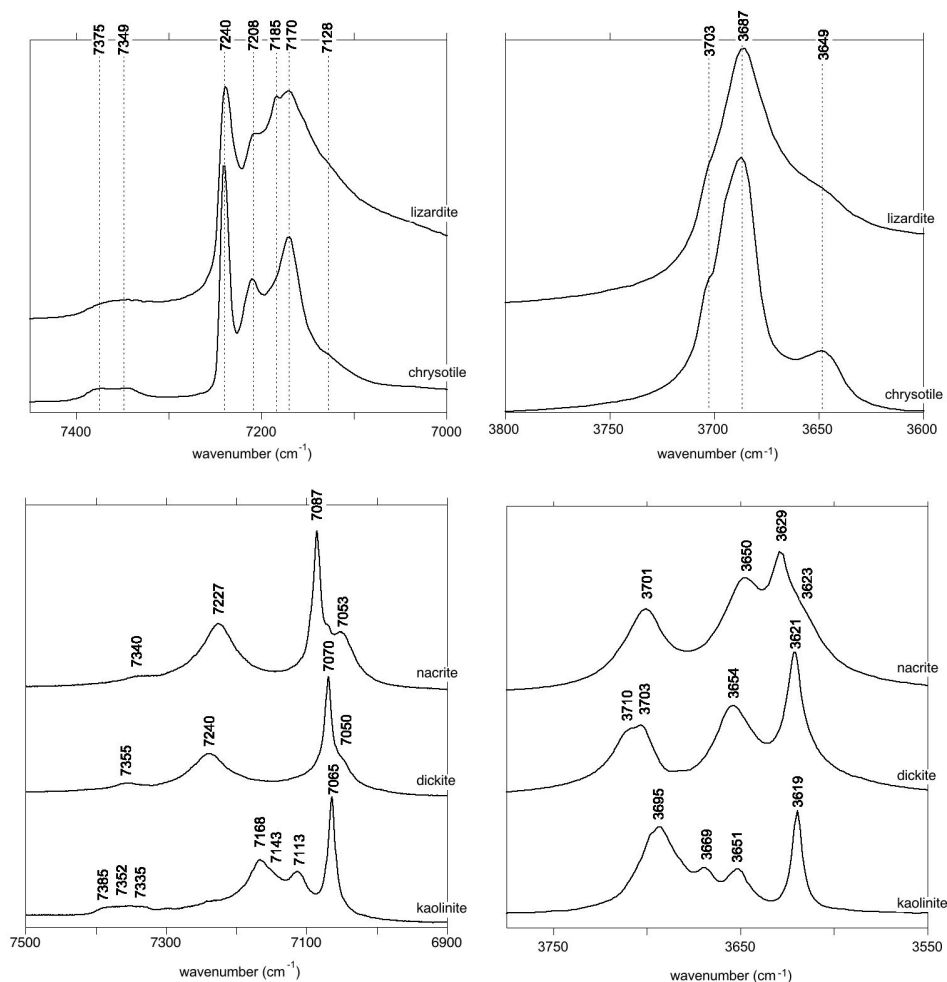 7375 7349 7240 7208 7185 7170 7128
lizardite
chrysotile
7400 7200 7000
wavenumber (cm-1)
3703 3687 3649
lizardite
chrysotile
3800 3750 3700 3650 3600
wavenumber (cm-1)
7087
7227
7053
7340
nacrite
7070
7240
7050
7355
dickite
7065
7168
7143
7113
7385
7352
7335
kaolinite
7500 7300 7100 6900
wavenumber (cm-1)
3629
3650
3701
3623
nacrite
3621
3654
3710
3703
dickite
3619
3695
3669
3651
kaolinite
3750 3650 3550
wavenumber (cm-1)